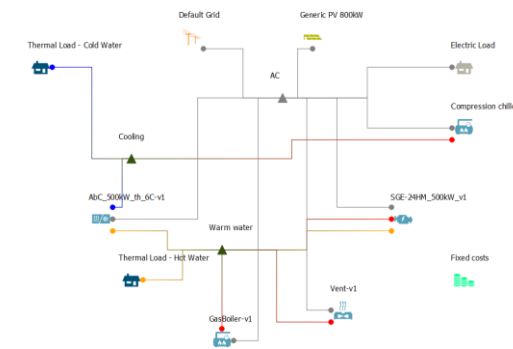 Default Grid
Generic PV 800kW
Thermal Load - Cold Water
Electric Load
AC
Compression chille
Cooling
AbC_500kW_th_6C-v1
SGE-24HM_500kW_v1
Warm water
Thermal Load - Hot Water
Fixed costs
Vent-v1
GasBoiler-v1